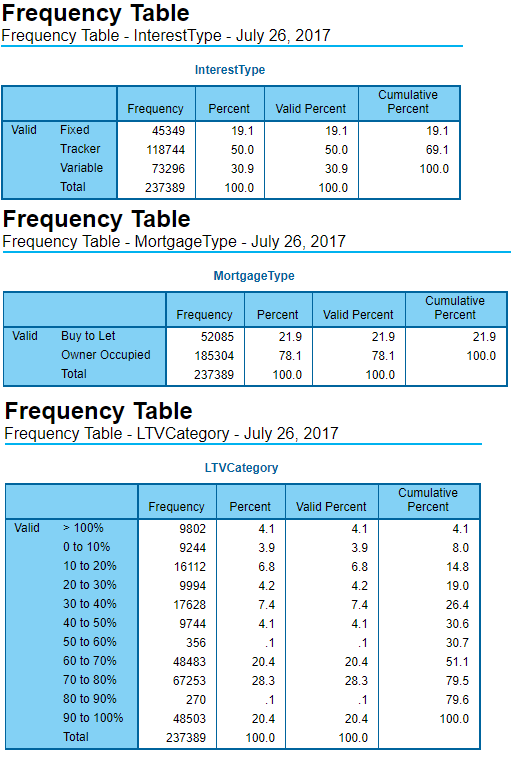 Frequency Table
Frequency Table - InterestType - July 26, 2017
InterestType
Frequency Percent Valid Percent Cumulative Percent
Valid Fixed 45349 19.1 19.1 19.1
Tracker 118744 50.0 50.0 69.1
Variable 73296 30.9 30.9 100.0
Total 237389 100.0 100.0
Frequency Table
Frequency Table - MortgageType - July 26, 2017
MortgageType
Frequency Percent Valid Percent Cumulative Percent
Valid Buy to Let 52085 21.9 21.9 21.9
Owner Occupied 185304 78.1 78.1 100.0
Total 237389 100.0 100.0
Frequency Table
Frequency Table - LTVCategory - July 26, 2017
LTVCategory
Frequency Percent Valid Percent Cumulative Percent
Valid > 100% 9802 4.1 4.1 4.1
0 to 10% 9244 3.9 3.9 8.0
10 to 20% 16112 6.8 6.8 14.8
20 to 30% 9994 4.2 4.2 19.0
30 to 40% 17628 7.4 7.4 26.4
40 to 50% 9744 4.1 4.1 30.6
50 to 60% 356 .1 .1 30.7
60 to 70% 48483 20.4 20.4 51.1
70 to 80% 67253 28.3 28.3 79.5
80 to 90% 270 .1 .1 79.6
90 to 100% 48503 20.4 20.4 100.0
Total 237389 100.0 100.0